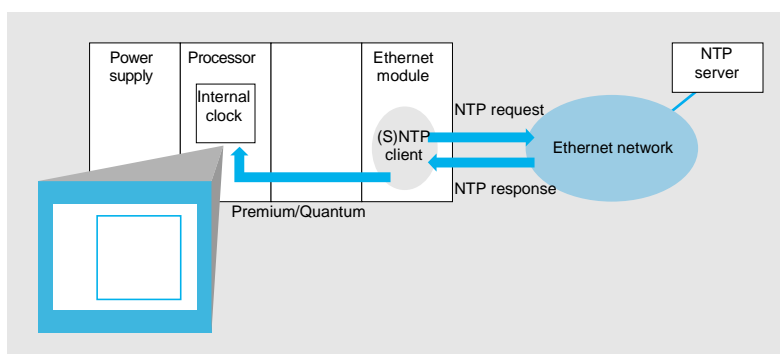 Power
supply
Processor
Internal
clock
Ethernet
module
(S)NTP
client
NTP request
NTP response
Premium/Quantum
Ethernet network
NTP
server